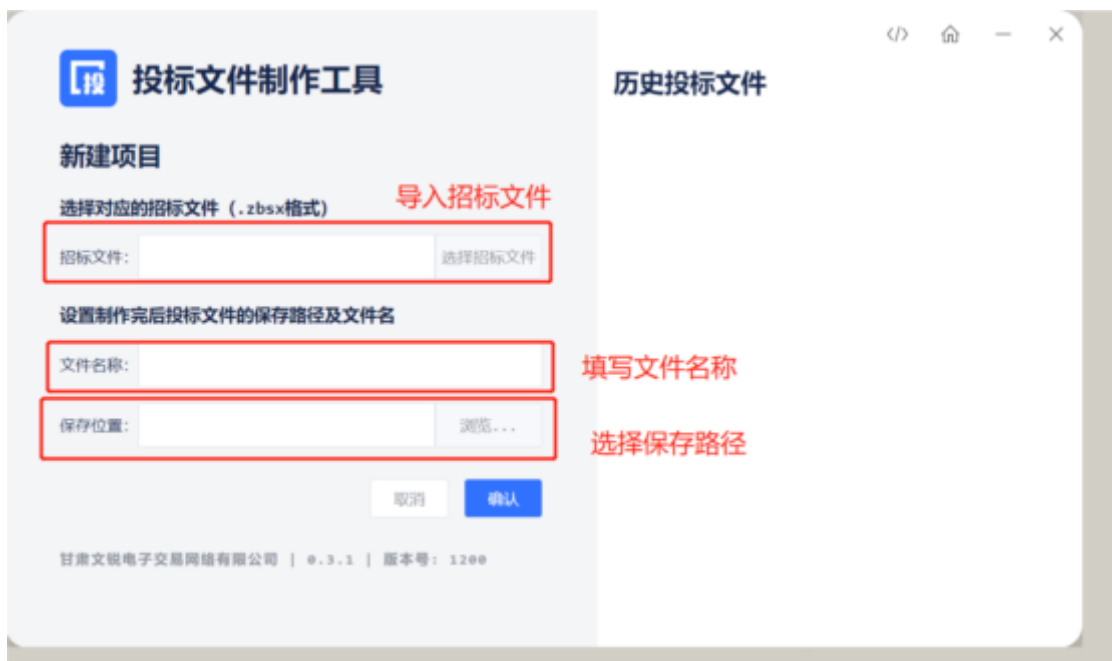 </>
投
投标文件制作工具
历史投标文件
新建项目
选择对应的招标文件（.zbsx格式）
导入招标文件
招标文件：
选择招标文件
设置制作完后投标文件的保存路径及文件名
文件名称：
填写文件名称
保存位置：
浏览...
选择保存路径
取消
确认
甘肃文锐电子交易网络有限公司 | 0.3.1 | 版本号: 1200